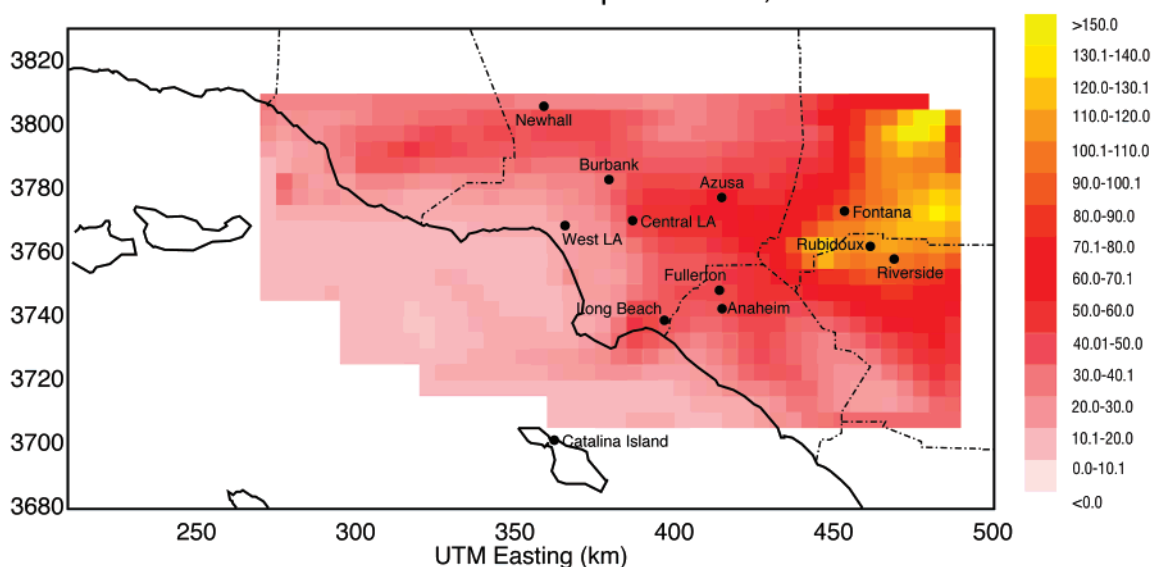 3820
3800
3780
3760
3740
3720
3700
3680
Newhall
Burbank
Azusa
Central LA
Fontana
West LA
Rubidoux
Riverside
Fullerton
Long Beach
Anaheim
Catalina Island
250 300 350 400 450 500
UTM Easting (km)
>150.0
130.1-140.0
120.0-130.1
110.0-120.0
100.1-110.0
90.0-100.1
80.0-90.0
70.1-80.0
60.0-70.1
50.0-60.0
40.01-50.0
30.0-40.1
20.0-30.0
10.1-20.0
0.0-10.1
<0.0